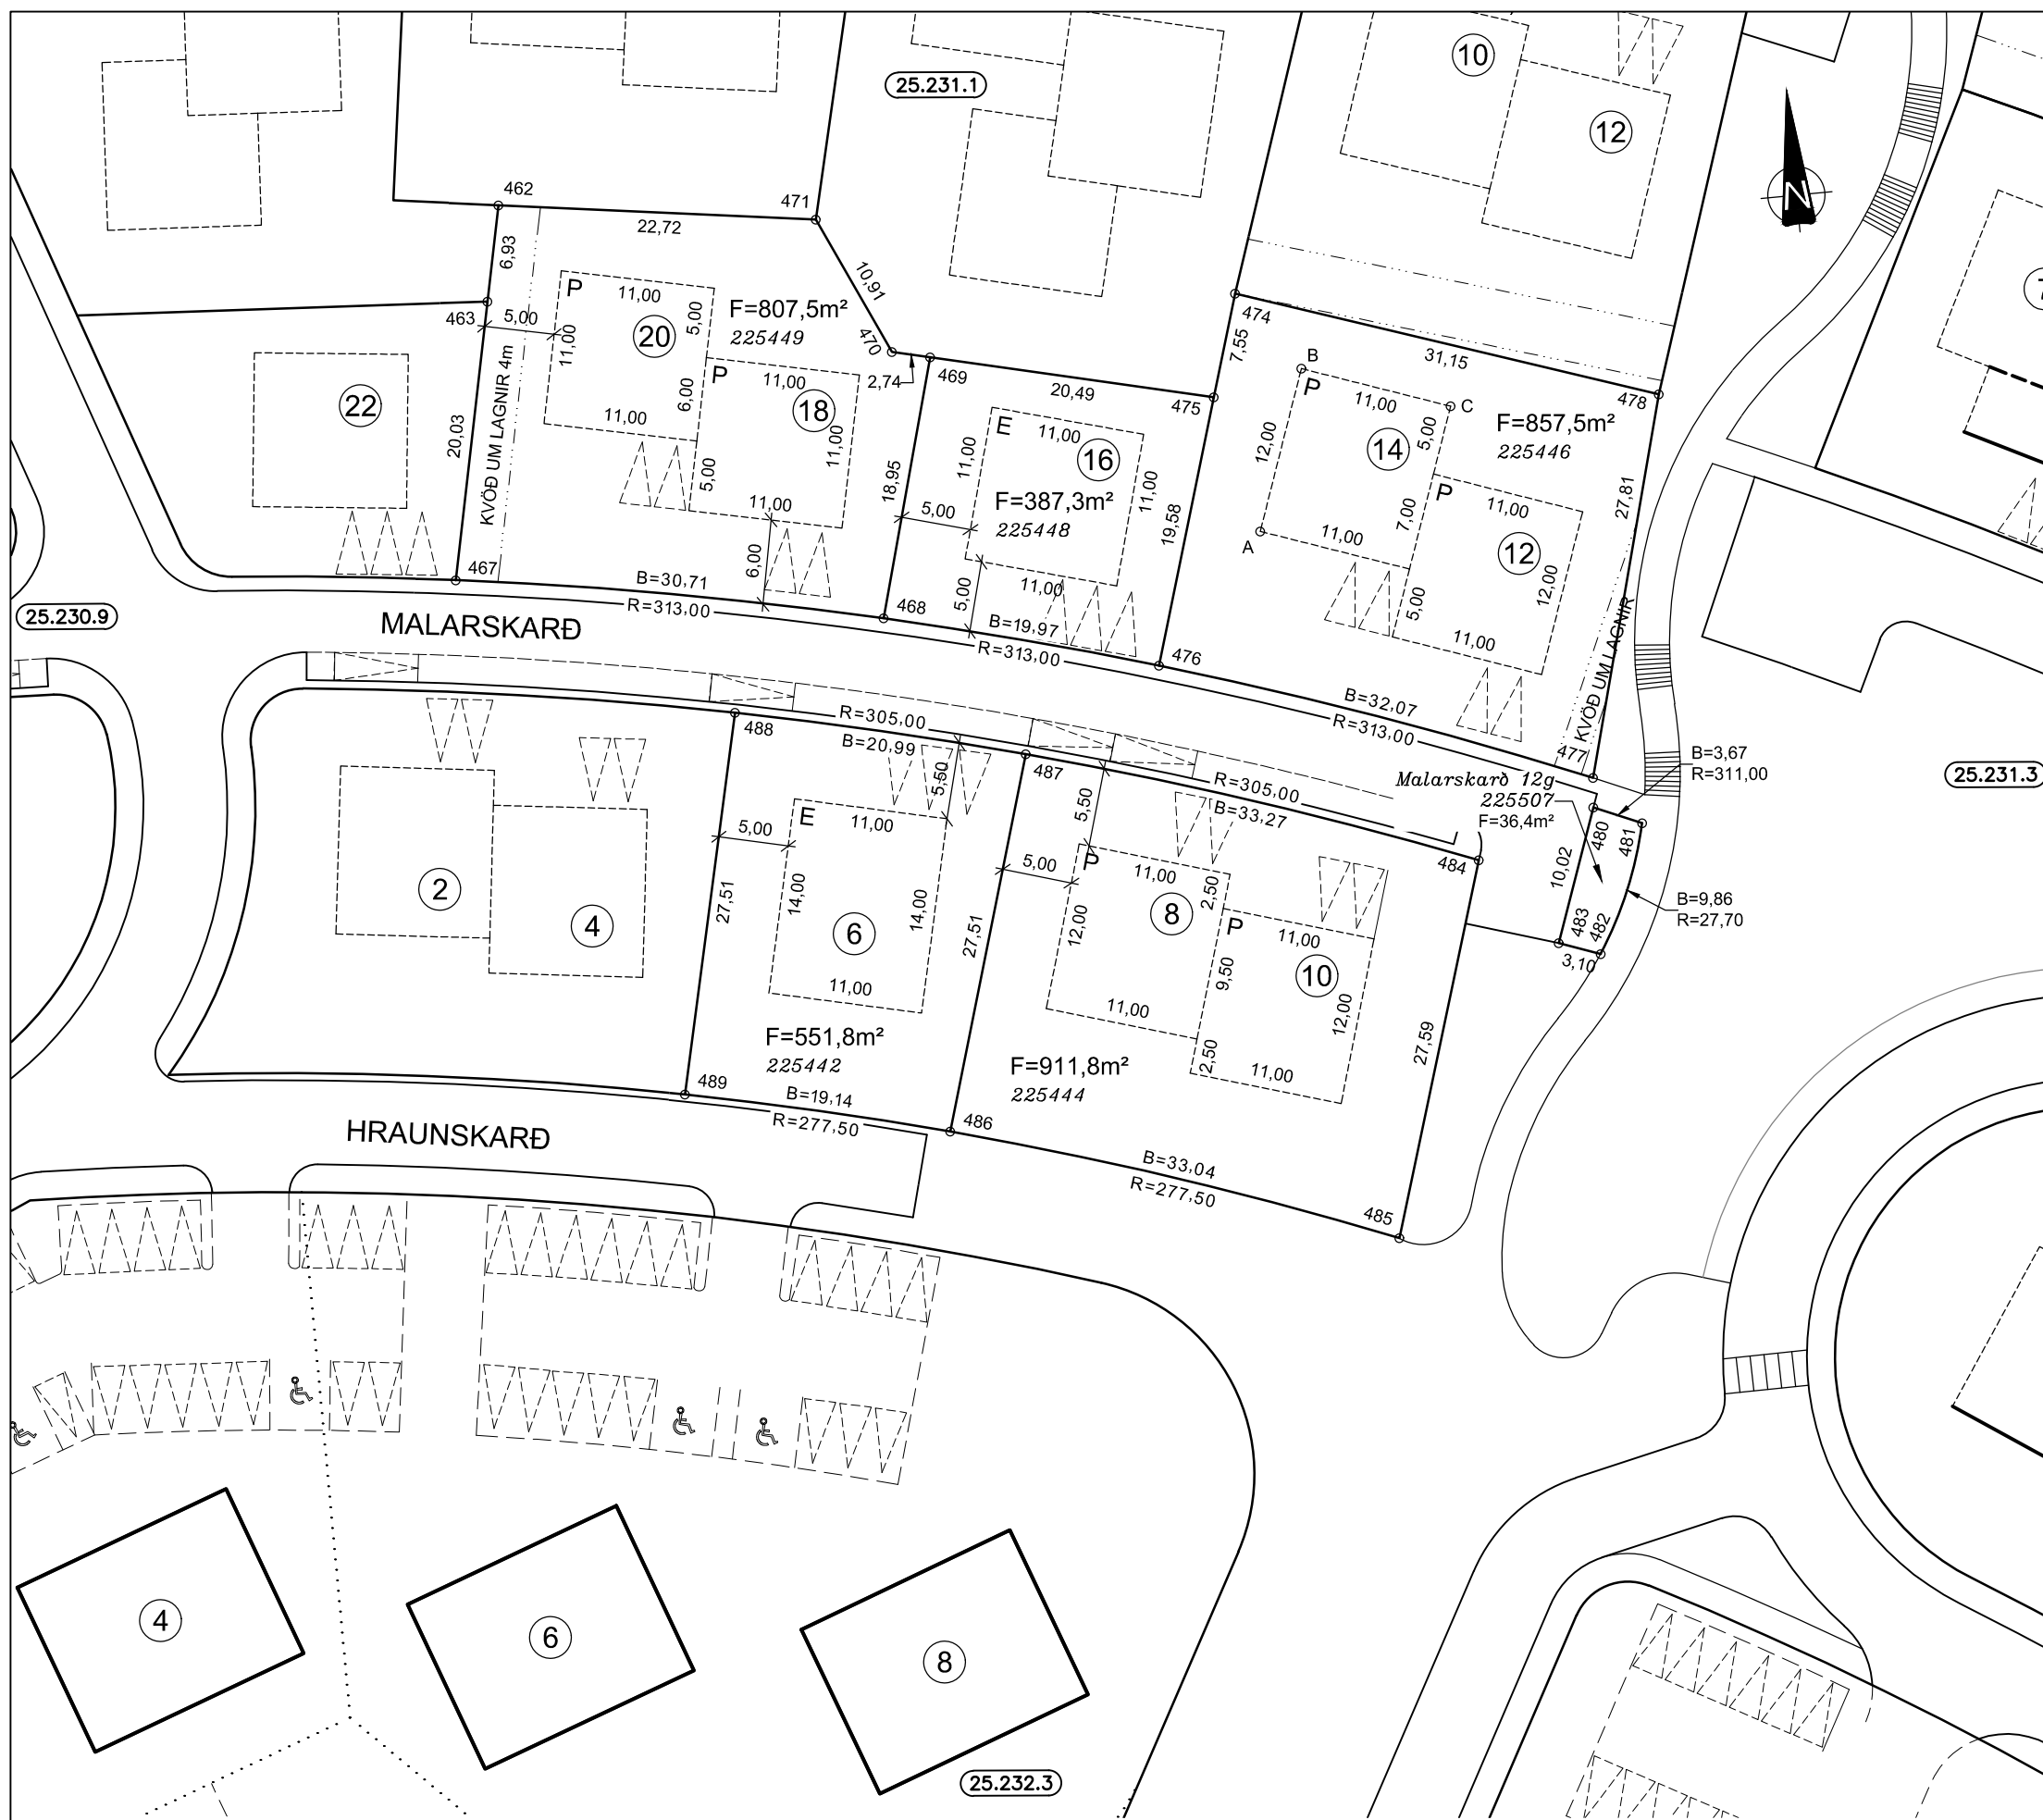 25.231.1
10
12
N
462
471
22,72
6,93
10,91
P
11,00
5,00
F=807,5m²
225449
463
5,00
20
11,00
470
474
7,55
31,15
478
B
P
11,00
C
F=857,5m²
225446
22
20,03
KVÖÐ UM LAGNIR 4m
11,00
6,00
P
11,00
18
11,00
5,00
11,00
6,00
2,74
469
20,49
475
E
11,00
16
11,00
11,00
F=387,3m²
225448
18,95
5,00
11,00
5,00
19,58
12,00
14
5,00
P
11,00
7,00
27,81
A
11,00
12
12,00
5,00
11,00
KVÖÐ UM LAGNIR
467
B=30,71
R=313,00
468
B=19,97
R=313,00
476
B=32,07
R=313,00
477
25.230.9
MALARSKARÐ
B=3,67
R=311,00
25.231.3
Malarskarð 12g
225507
F=36,4m²
480
481
10,02
483
482
3,10
B=9,86
R=27,70
488
R=305,00
B=20,99
487
5,50
R=305,00
B=33,27
484
5,50
2
4
5,00
E
11,00
27,51
14,00
14,00
6
11,00
5,00
P
11,00
2,50
8
12,00
P
11,00
27,51
9,50
10
12,00
11,00
2,50
11,00
27,59
F=551,8m²
225442
F=911,8m²
225444
489
B=19,14
R=277,50
486
B=33,04
R=277,50
485
HRAUNSKARÐ
4
6
8
25.232.3